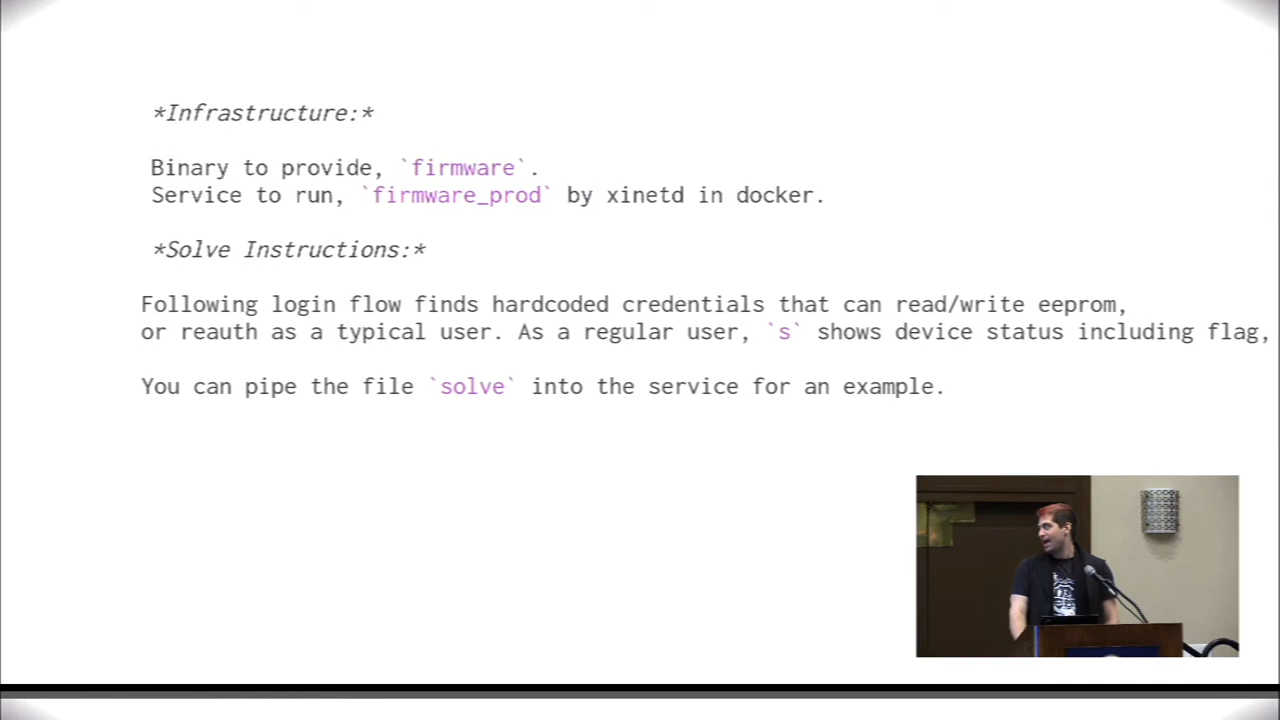 *Infrastructure:*
Binary to provide, `firmware`.
Service to run, `firmware_prod` by xinetd in docker.
*Solve Instructions:*
Following login flow finds hardcoded credentials that can read/write eeprom,
or reauth as a typical user. As a regular user, `s` shows device status including flag,
You can pipe the file `solve` into the service for an example.